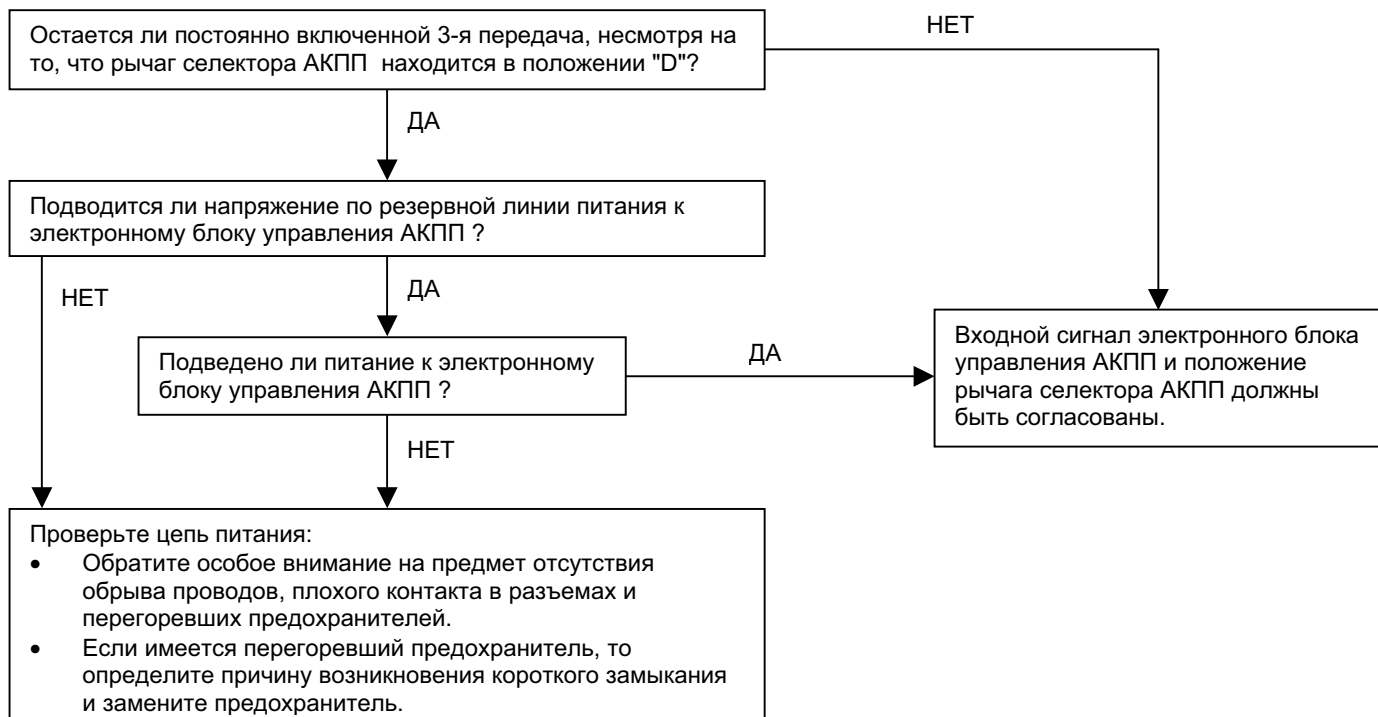 Остается ли постоянно включенной 3-я передача, несмотря на
то, что рычаг селектора АКПП находится в положении "D"?
НЕТ
ДА
Подводится ли напряжение по резервной линии питания к
электронному блоку управления АКПП ?
НЕТ
ДА
Подведено ли питание к электронному
блоку управления АКПП ?
ДА
Входной сигнал электронного блока
управления АКПП и положение
рычага селектора АКПП должны
быть согласованы.
НЕТ
Проверьте цепь питания:
• Обратите особое внимание на предмет отсутствия
обрыва проводов, плохого контакта в разъемах и
перегоревших предохранителей.
• Если имеется перегоревший предохранитель, то
определите причину возникновения короткого замыкания
и замените предохранитель.